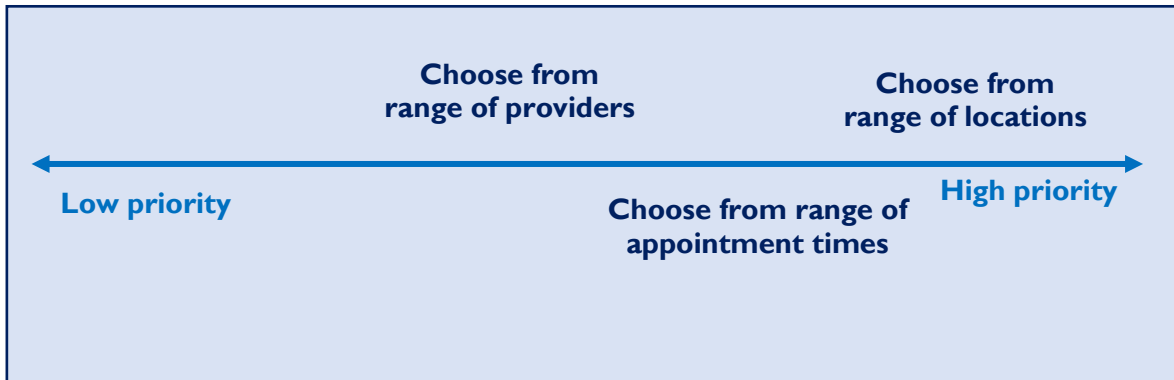 Choose from
range of providers
Choose from
range of locations
Low priority
High priority
Choose from range of
appointment times